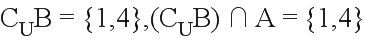 C_UB = {1,4},(C_UB) ∩ A = {1,4}